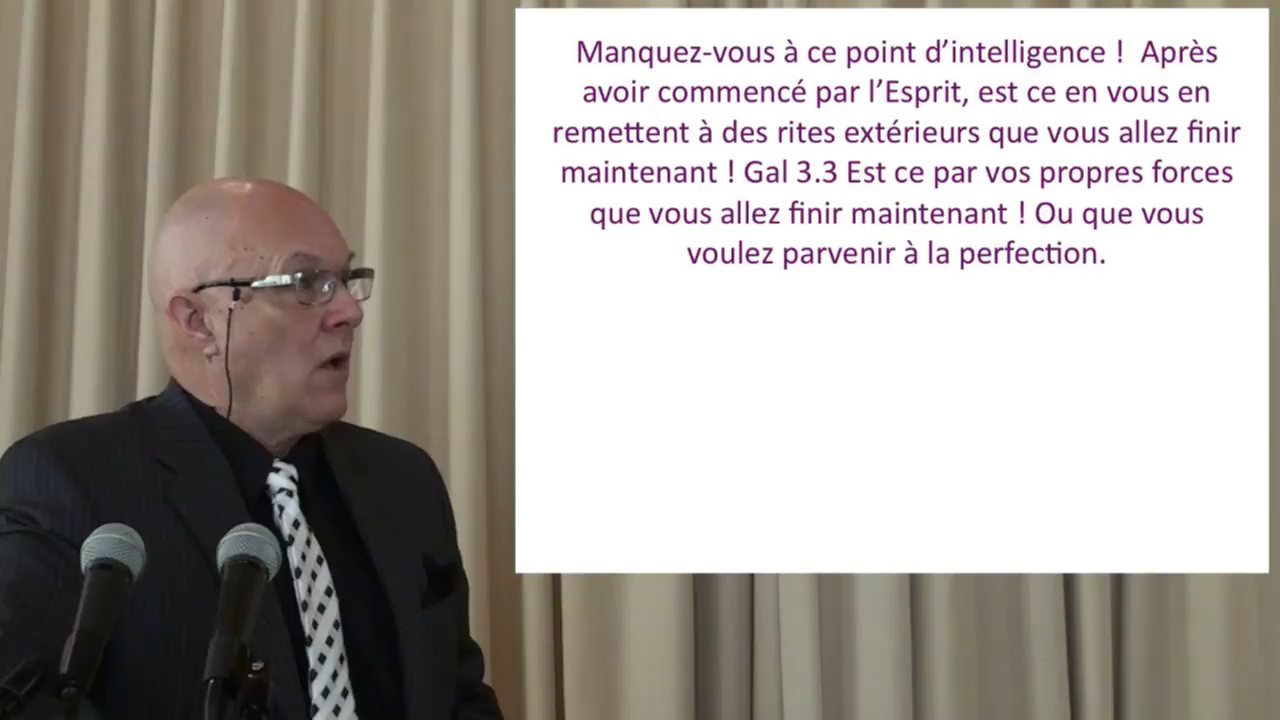 Manquez-vous à ce point d’intelligence !  Après
avoir commencé par l’Esprit, est ce en vous en
remettent à des rites extérieurs que vous allez finir
maintenant ! Gal 3.3 Est ce par vos propres forces
que vous allez finir maintenant ! Ou que vous
voulez parvenir à la perfection.